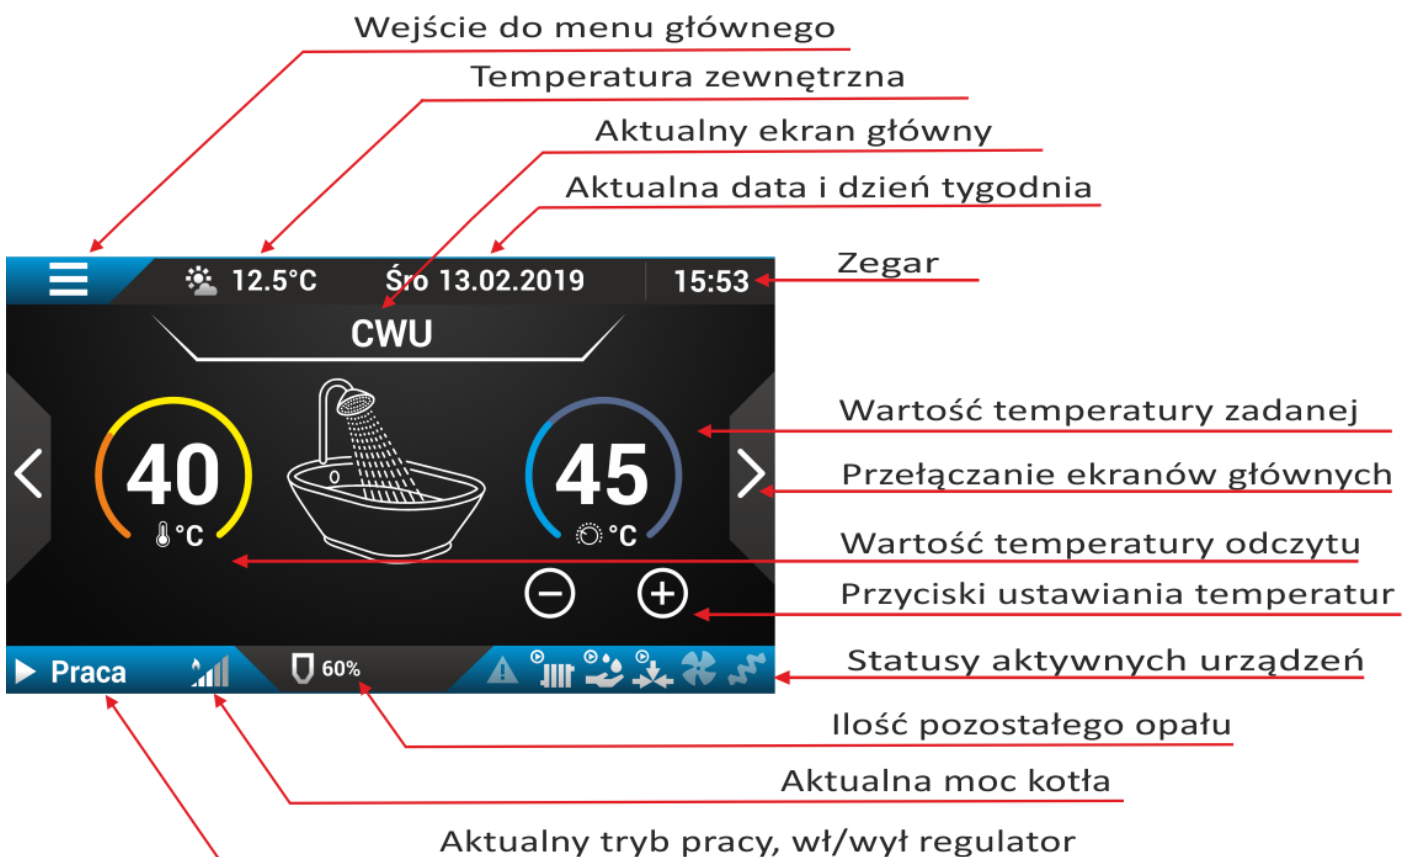 Wejście do menu głównego
Temperatura zewnętrzna
Aktualny ekran główny
Aktualna data i dzień tygodnia
Zegar
12.5°C
Śro 13.02.2019
15:53
CWU
Wartość temperatury zadanej
40
°C
45
°C
Przełączanie ekranów głównych
Wartość temperatury odczytu
Przyciski ustawiania temperatur
Praca
60%
Statusy aktywnych urządzeń
Ilość pozostałego opału
Aktualna moc kotła
Aktualny tryb pracy, wł/wył regulator